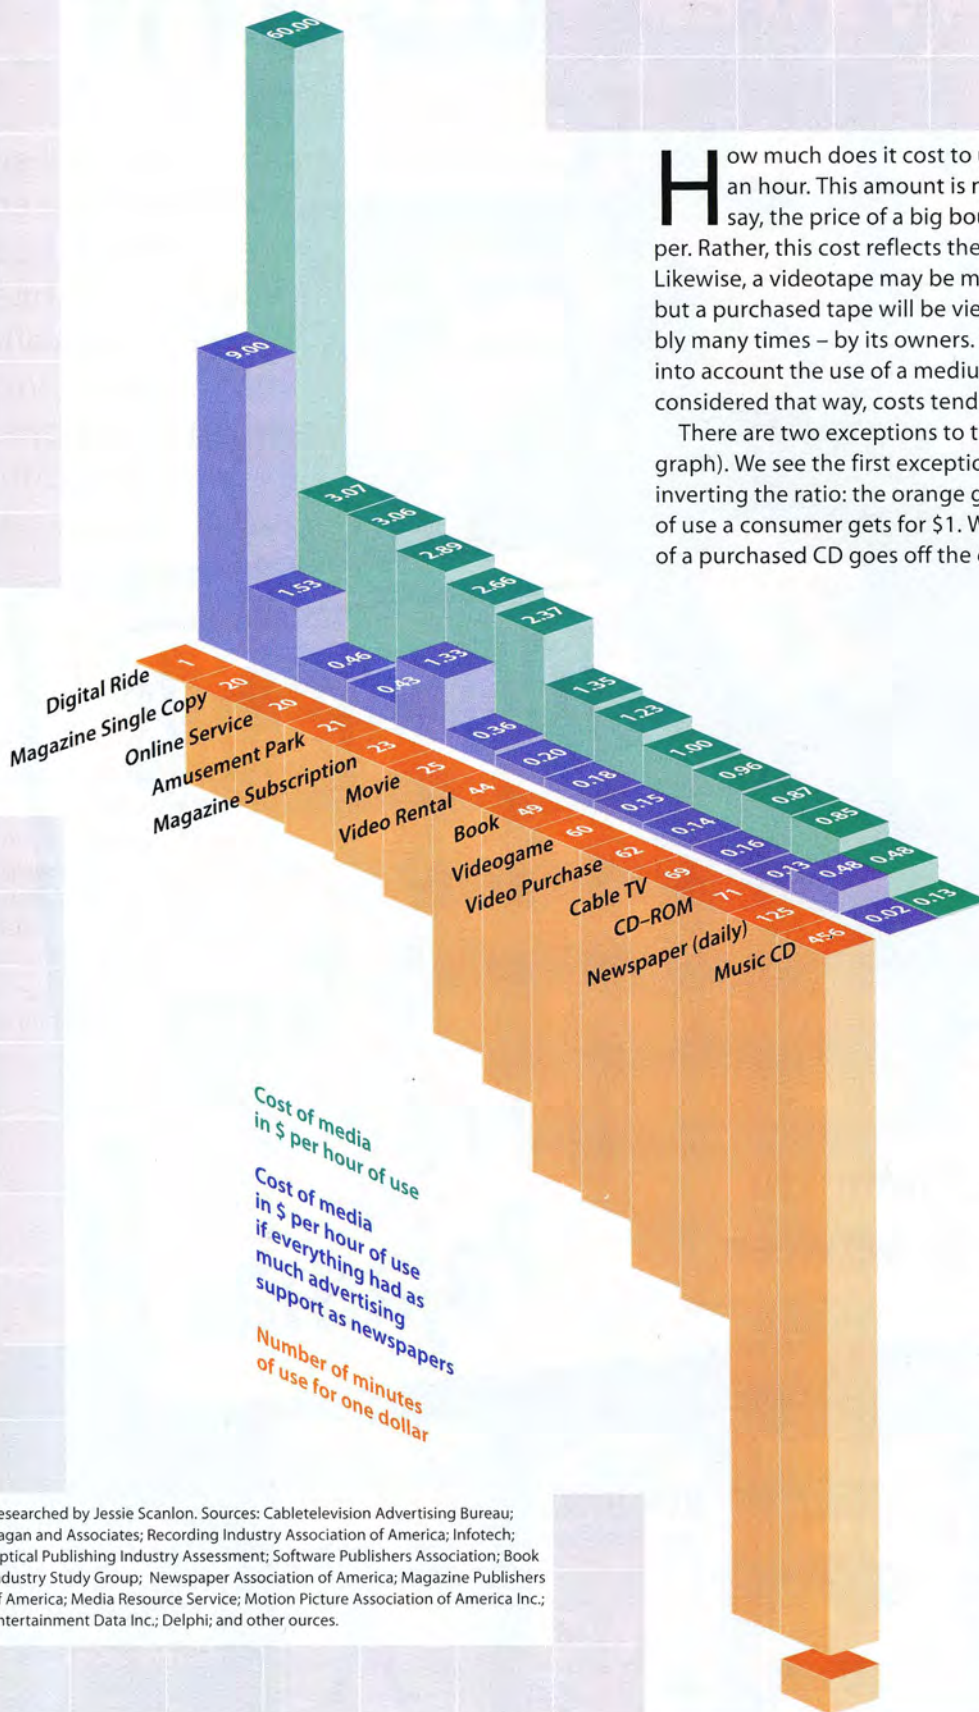 How much does it cost to
an hour. This amount is
say, the price of a big
per. Rather, this cost reflects the
Likewise, a videotape may be
but a purchased tape will be
bly many times – by its owners.
into account the use of a
considered that way, costs tend
There are two exceptions to
graph). We see the first
inverting the ratio: the orange
of use a consumer gets for $1.
of a purchased CD goes off the
60.00
3.07
3.06
2.89
2.66
2.37
1.35
1.23
1.00
0.96
0.87
0.85
0.48
0.13
9.00
1.53
0.46
0.43
1.33
0.36
0.20
0.18
0.15
0.14
0.16
0.13
0.48
0.02
1
20
20
21
23
25
44
49
60
62
69
71
125
456
Digital Ride
Magazine Single Copy
Online Service
Amusement Park
Magazine Subscription
Movie
Video Rental
Book
Videogame
Video Purchase
Cable TV
CD–ROM
Newspaper (daily)
Music CD
Cost of media
in $ per hour of use
Cost of media
in $ per hour of use
if everything had as
much advertising
support as newspapers
Number of minutes
of use for one dollar
esearched by Jessie Scanlon. Sources: Cabletelevision Advertising Bureau;
agan and Associates; Recording Industry Association of America; Infotech;
ptical Publishing Industry Assessment; Software Publishers Association; Book
dustry Study Group; Newspaper Association of America; Magazine Publishers
f America; Media Resource Service; Motion Picture Association of America Inc.;
ntertainment Data Inc.; Delphi; and other ources.